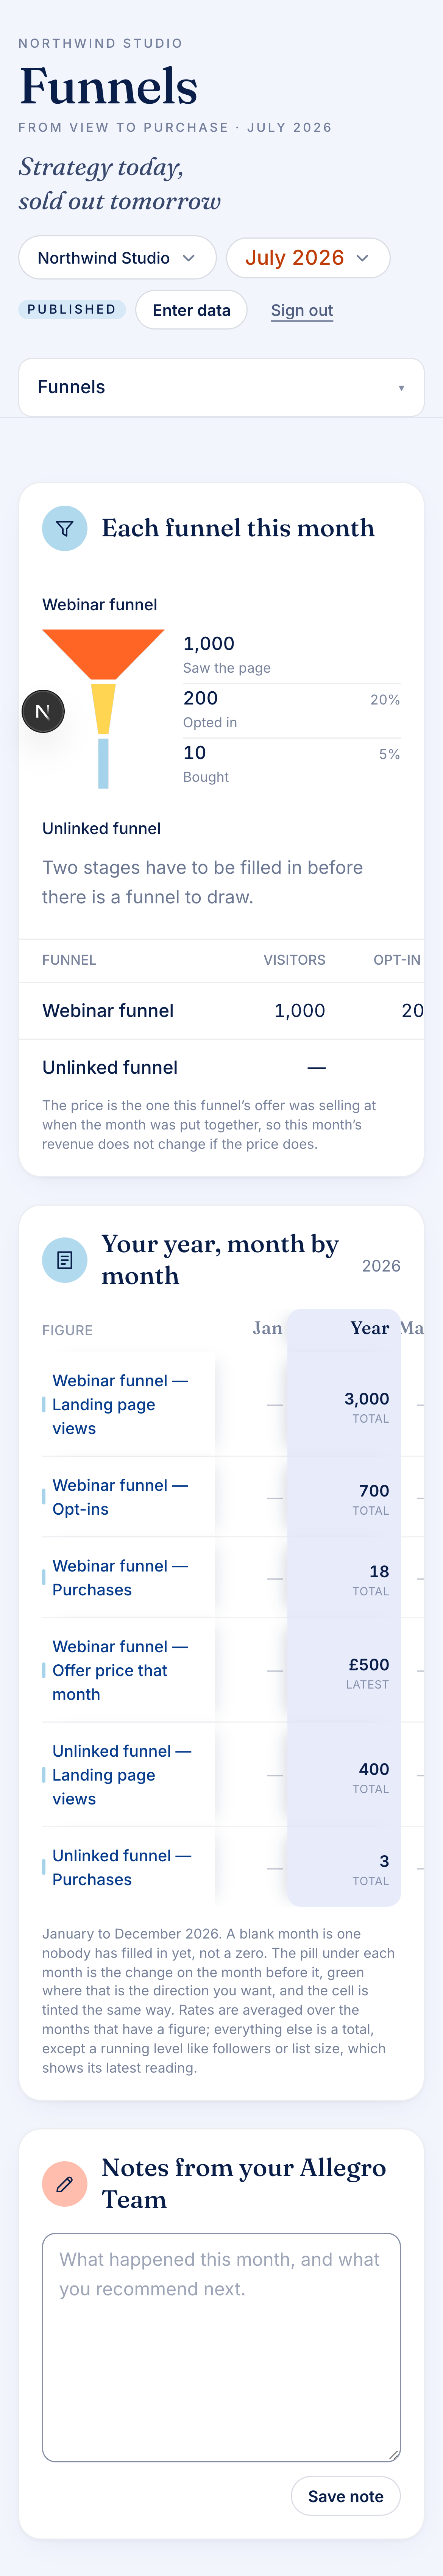 NORTHWIND STUDIO
Funnels
FROM VIEW TO PURCHASE · JULY 2026
Strategy today,
sold out tomorrow
Northwind Studio
July 2026
PUBLISHED
Enter data
Sign out
Funnels
Each funnel this month
Webinar funnel
1,000
Saw the page
200
20%
Opted in
10
5%
Bought
N
Unlinked funnel
Two stages have to be filled in before
there is a funnel to draw.
FUNNEL VISITORS OPT-IN
Webinar funnel 1,000 20
Unlinked funnel —
The price is the one this funnel’s offer was selling at
when the month was put together, so this month’s
revenue does not change if the price does.
Your year, month by
month
2026
FIGURE Jan Year Ma
Webinar funnel —
Landing page
views
— 3,000 —
TOTAL
Webinar funnel —
Opt-ins
— 700 —
TOTAL
Webinar funnel —
Purchases
— 18 —
TOTAL
Webinar funnel —
Offer price that
month
— £500 —
LATEST
Unlinked funnel —
Landing page
views
— 400 —
TOTAL
Unlinked funnel —
Purchases
— 3 —
TOTAL
January to December 2026. A blank month is one
nobody has filled in yet, not a zero. The pill under each
month is the change on the month before it, green
where that is the direction you want, and the cell is
tinted the same way. Rates are averaged over the
months that have a figure; everything else is a total,
except a running level like followers or list size, which
shows its latest reading.
Notes from your Allegro
Team
What happened this month, and what
you recommend next.
Save note